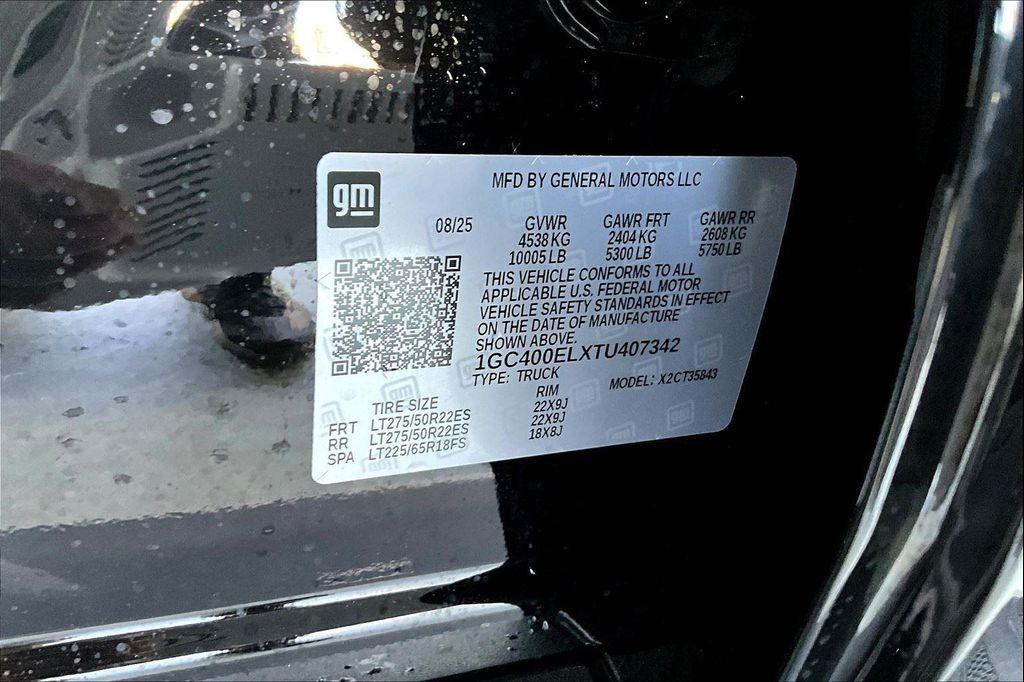 gm
MFD BY GENERAL MOTORS LLC
08/25 GVWR GAWR FRT GAWR RR
4538 KG 2404 KG 2608 KG
10005 LB 5300 LB 5750 LB
THIS VEHICLE CONFORMS TO ALL
APPLICABLE U.S. FEDERAL MOTOR
VEHICLE SAFETY STANDARDS IN EFFECT
ON THE DATE OF MANUFACTURE
SHOWN ABOVE.
1GC400ELXTU407342
TYPE: TRUCK MODEL: X2CT35843
TIRE SIZE RIM
FRT LT275/50R22ES 22X9J
RR LT275/50R22ES 22X9J
SPA LT225/65R18FS 18X8J